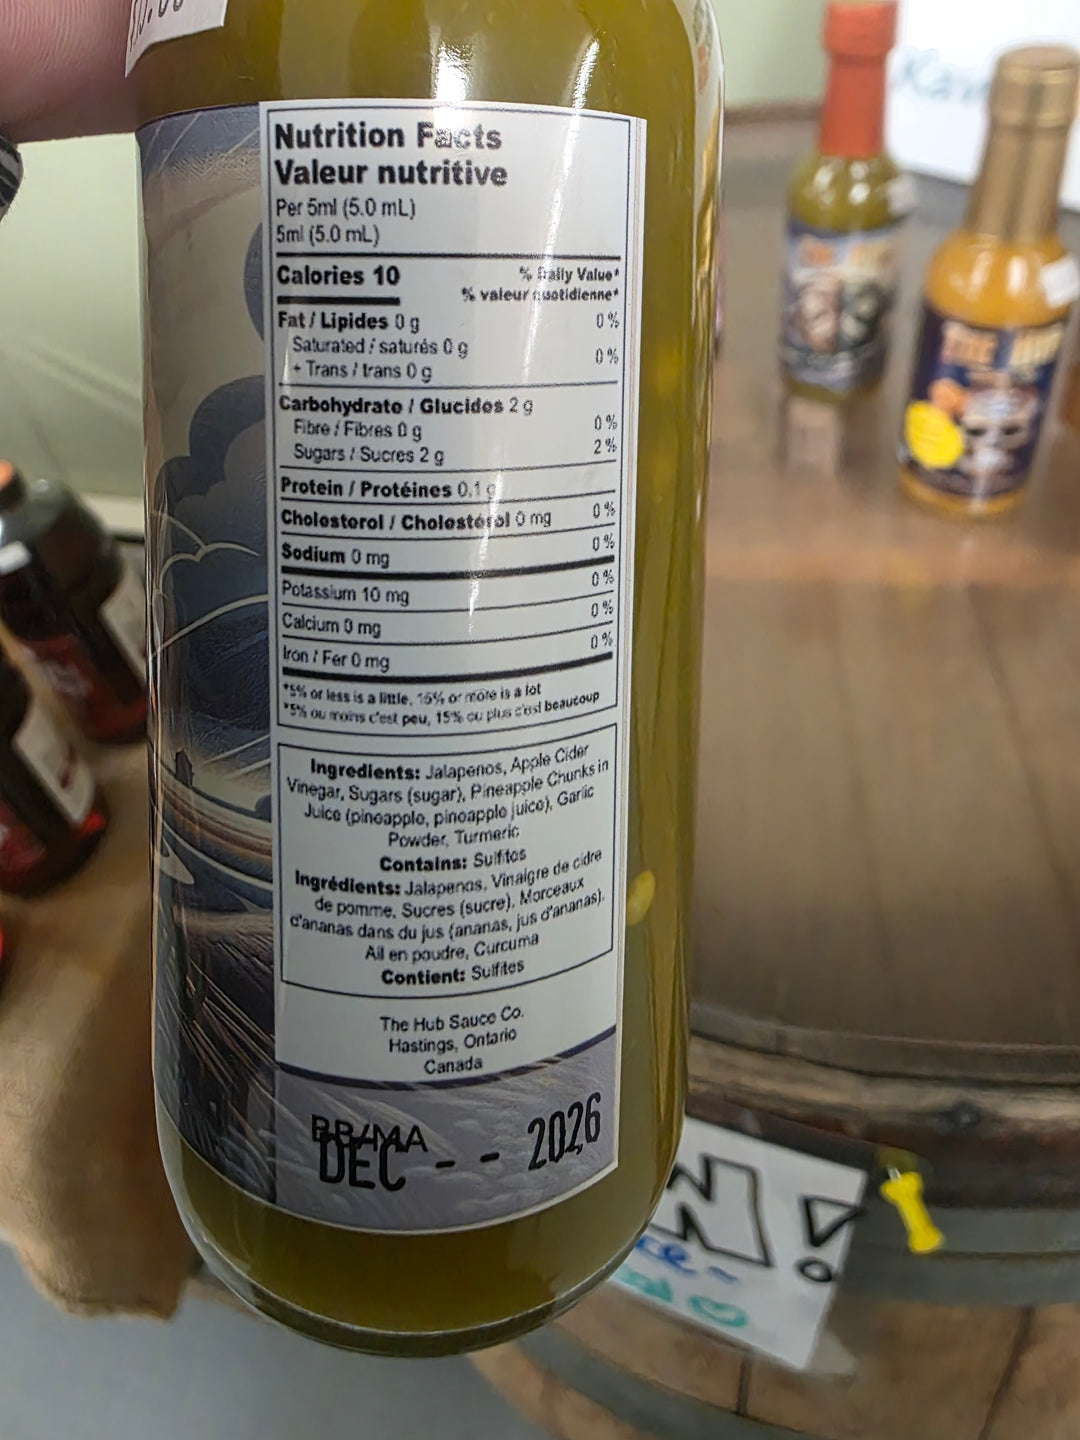 Nutrition Facts
Valeur nutritive
Per 5ml (5.0 mL)
5ml (5.0 mL)
Calories 10
% Daily Value*
% valeur quotidienne*
Fat / Lipides 0 g 0 %
Saturated / saturés 0 g
+ Trans / trans 0 g 0 %
Carbohydrate / Glucides 2 g
Fibre / Fibres 0 g 0 %
Sugars / Sucres 2 g 2 %
Protein / Protéines 0.1 g
Cholesterol / Cholestérol 0 mg 0 %
Sodium 0 mg 0 %
Potassium 10 mg 0 %
Calcium 0 mg 0 %
Iron / Fer 0 mg 0 %
*5% or less is a little, 15% or more is a lot
*5% ou moins c'est peu, 15% ou plus c'est beaucoup
Ingredients: Jalapenos, Apple Cider
Vinegar, Sugars (sugar), Pineapple Chunks in
Juice (pineapple, pineapple juice), Garlic
Powder, Turmeric
Contains: Sulfites
Ingrédients: Jalapenos, Vinaigre de cidre
de pomme, Sucres (sucre), Morceaux
d'ananas dans du jus (ananas, jus d'ananas),
Ail en poudre, Curcuma
Contient: Sulfites
The Hub Sauce Co.
Hastings, Ontario
Canada
BB/MA
DEC -- 2026
THE HUB